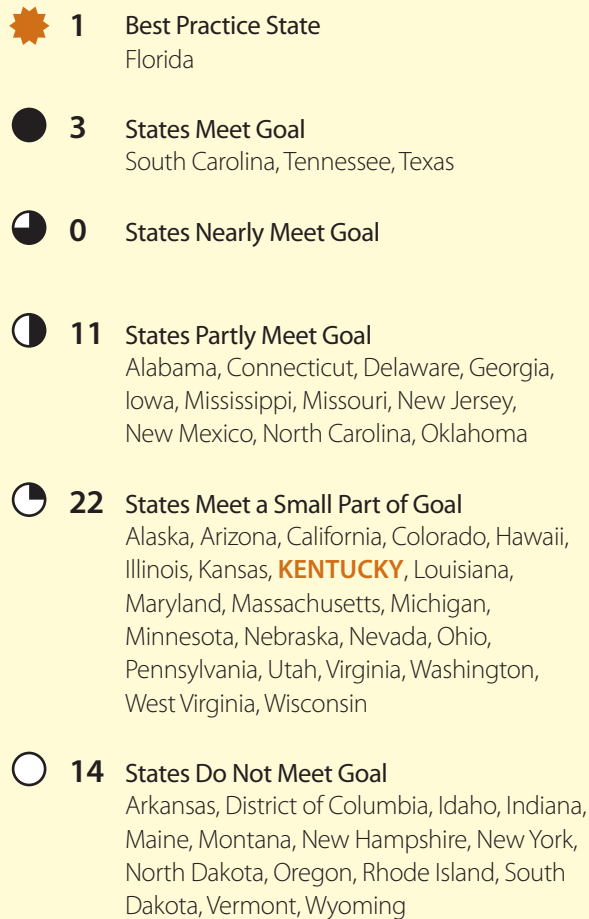 1 Best Practice State
Florida
3 States Meet Goal
South Carolina, Tennessee, Texas
0 States Nearly Meet Goal
11 States Partly Meet Goal
Alabama, Connecticut, Delaware, Georgia,
Iowa, Mississippi, Missouri, New Jersey,
New Mexico, North Carolina, Oklahoma
22 States Meet a Small Part of Goal
Alaska, Arizona, California, Colorado, Hawaii,
Illinois, Kansas, KENTUCKY, Louisiana,
Maryland, Massachusetts, Michigan,
Minnesota, Nebraska, Nevada, Ohio,
Pennsylvania, Utah, Virginia, Washington,
West Virginia, Wisconsin
14 States Do Not Meet Goal
Arkansas, District of Columbia, Idaho, Indiana,
Maine, Montana, New Hampshire, New York,
North Dakota, Oregon, Rhode Island, South
Dakota, Vermont, Wyoming